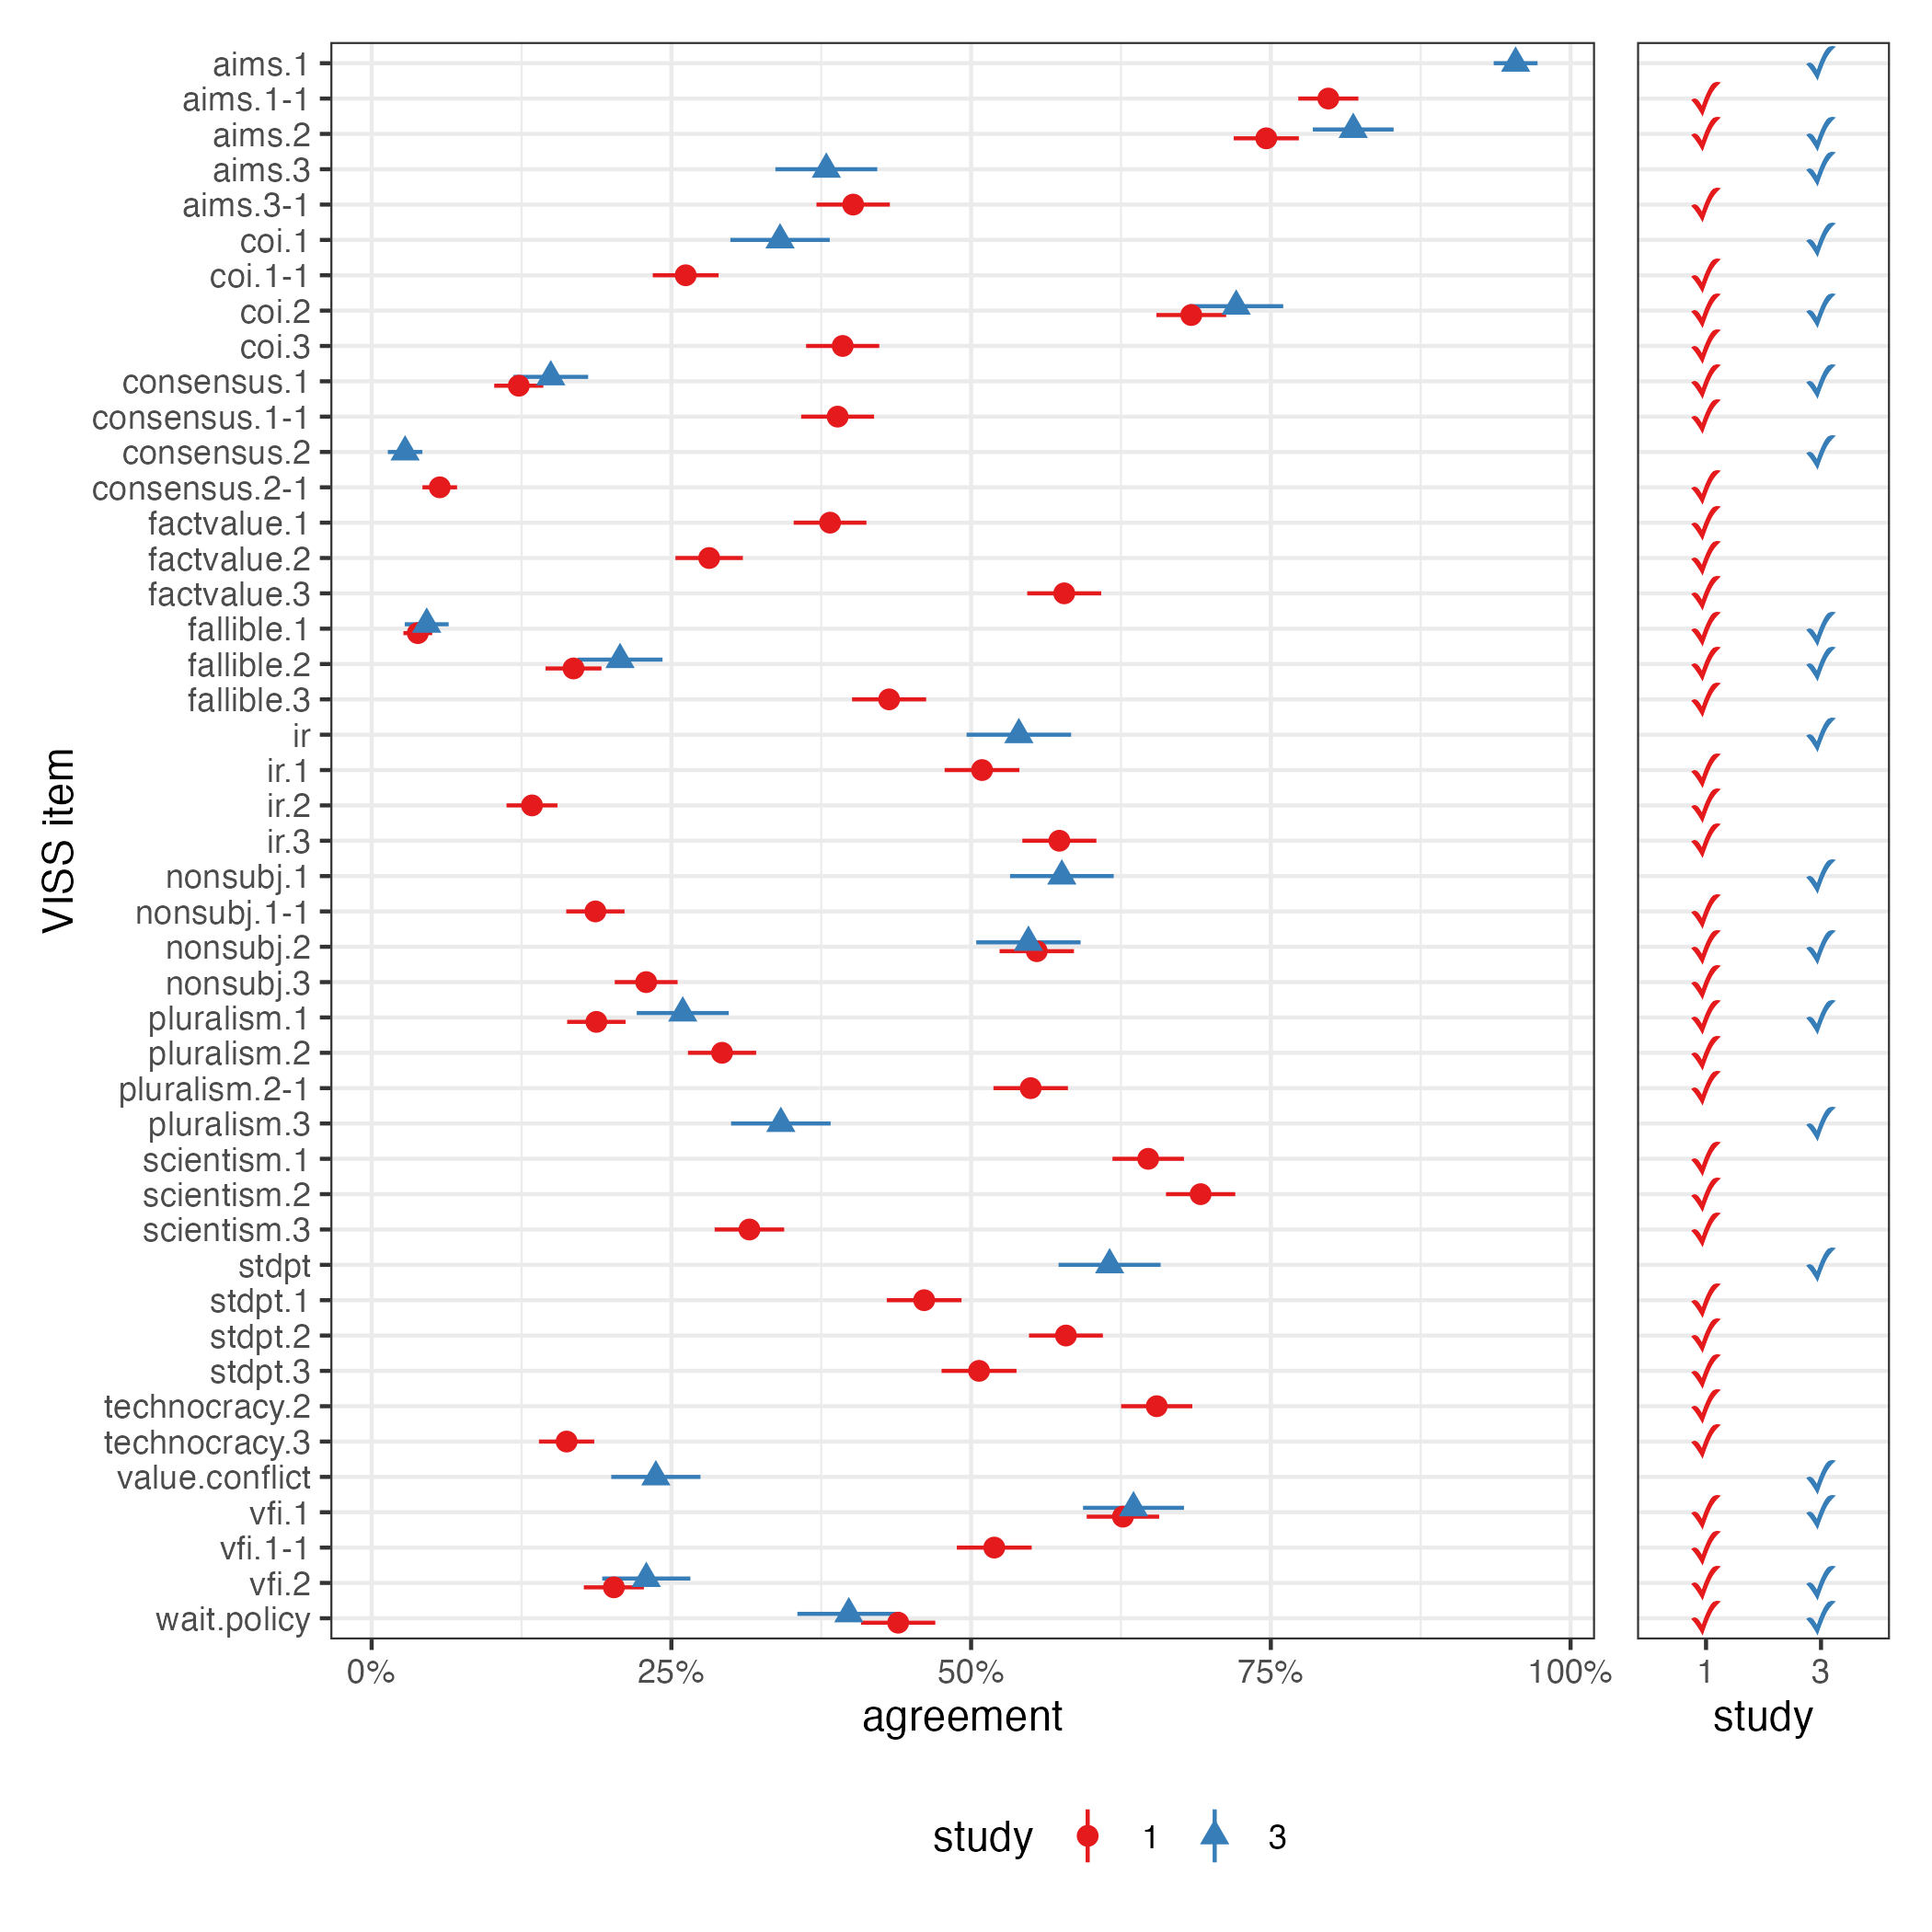 aims.1
aims.1-1
aims.2
aims.3
aims.3-1
coi.1
coi.1-1
coi.2
coi.3
consensus.1
consensus.1-1
consensus.2
consensus.2-1
factvalue.1
factvalue.2
factvalue.3
fallible.1
fallible.2
fallible.3
ir
ir.1
ir.2
ir.3
nonsubj.1
nonsubj.1-1
nonsubj.2
nonsubj.3
pluralism.1
pluralism.2
pluralism.2-1
pluralism.3
scientism.1
scientism.2
scientism.3
stdpt
stdpt.1
stdpt.2
stdpt.3
technocracy.2
technocracy.3
value.conflict
vfi.1
vfi.1-1
vfi.2
wait.policy
VISS item
0% 25% 50% 75% 100% 1 3
agreement study
study 1 3